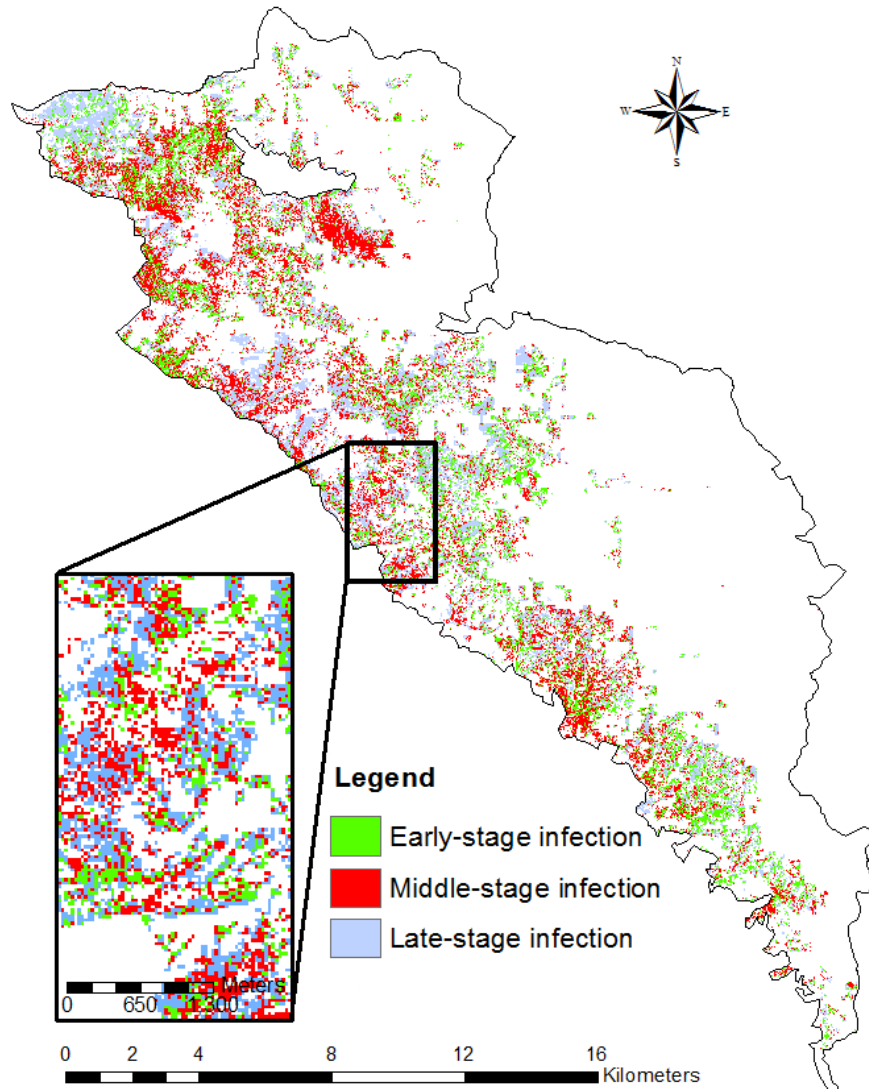 N
W E
S
Legend
Early-stage infection
Middle-stage infection
Late-stage infection
Meters
0 650 1,300
0 2 4 8 12 16
Kilometers